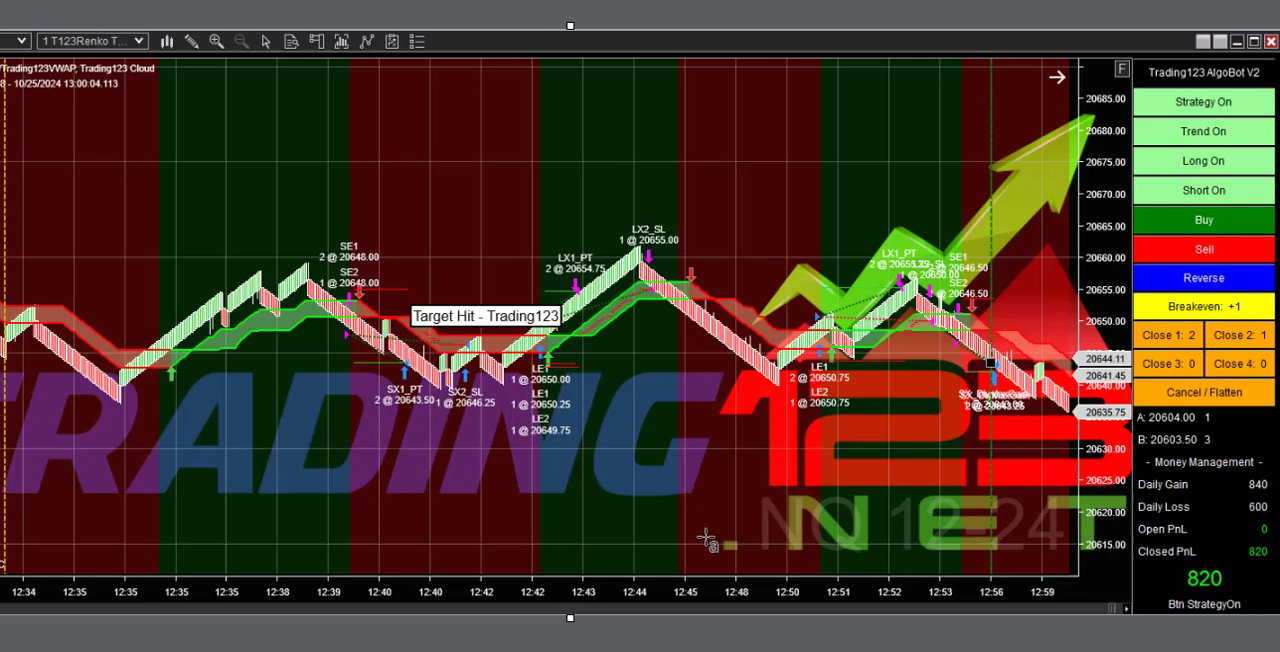 1 T123Renko T...
/Trading123VWAP, Trading123 Cloud
8 - 10/25/2024 13:00:04.113
F
Trading123 AlgoBot V2
Strategy On
Trend On
Long On
Short On
Buy
Sell
Reverse
Breakeven: +1
Close 1: 2
Close 2: 1
Close 3: 0
Close 4: 0
Cancel / Flatten
A: 20604.00 1
B: 20603.50 3
- Money Management -
Daily Gain 840
Daily Loss 600
Open PnL 0
Closed PnL 820
820
Btn StrategyOn
20685.00
20680.00
20675.00
20670.00
20665.00
20660.00
20655.00
20650.00
20644.11
20641.45
20640.00
20635.75
20630.00
20625.00
20620.00
20615.00
SE1
2 @ 20648.00
SE2
1 @ 20648.00
Target Hit - Trading123
SX1_PT
2 @ 20643.50
SX2_SL
1 @ 20646.25
LE1
1 @ 20650.00
LE1
1 @ 20650.25
LE2
1 @ 20649.75
LX1_PT
2 @ 20654.75
LX2_SL
1 @ 20655.00
LE1
2 @ 20650.75
LE2
1 @ 20650.75
LX1_PT
SE1
2 @ 20646.50
SE2
1 @ 20646.50
TRADING
123
.NET
NQ 12-24
12:34 12:35 12:35 12:35 12:36 12:38 12:39 12:40 12:40 12:41 12:42 12:43 12:44 12:45 12:48 12:50 12:51 12:52 12:53 12:56 12:59